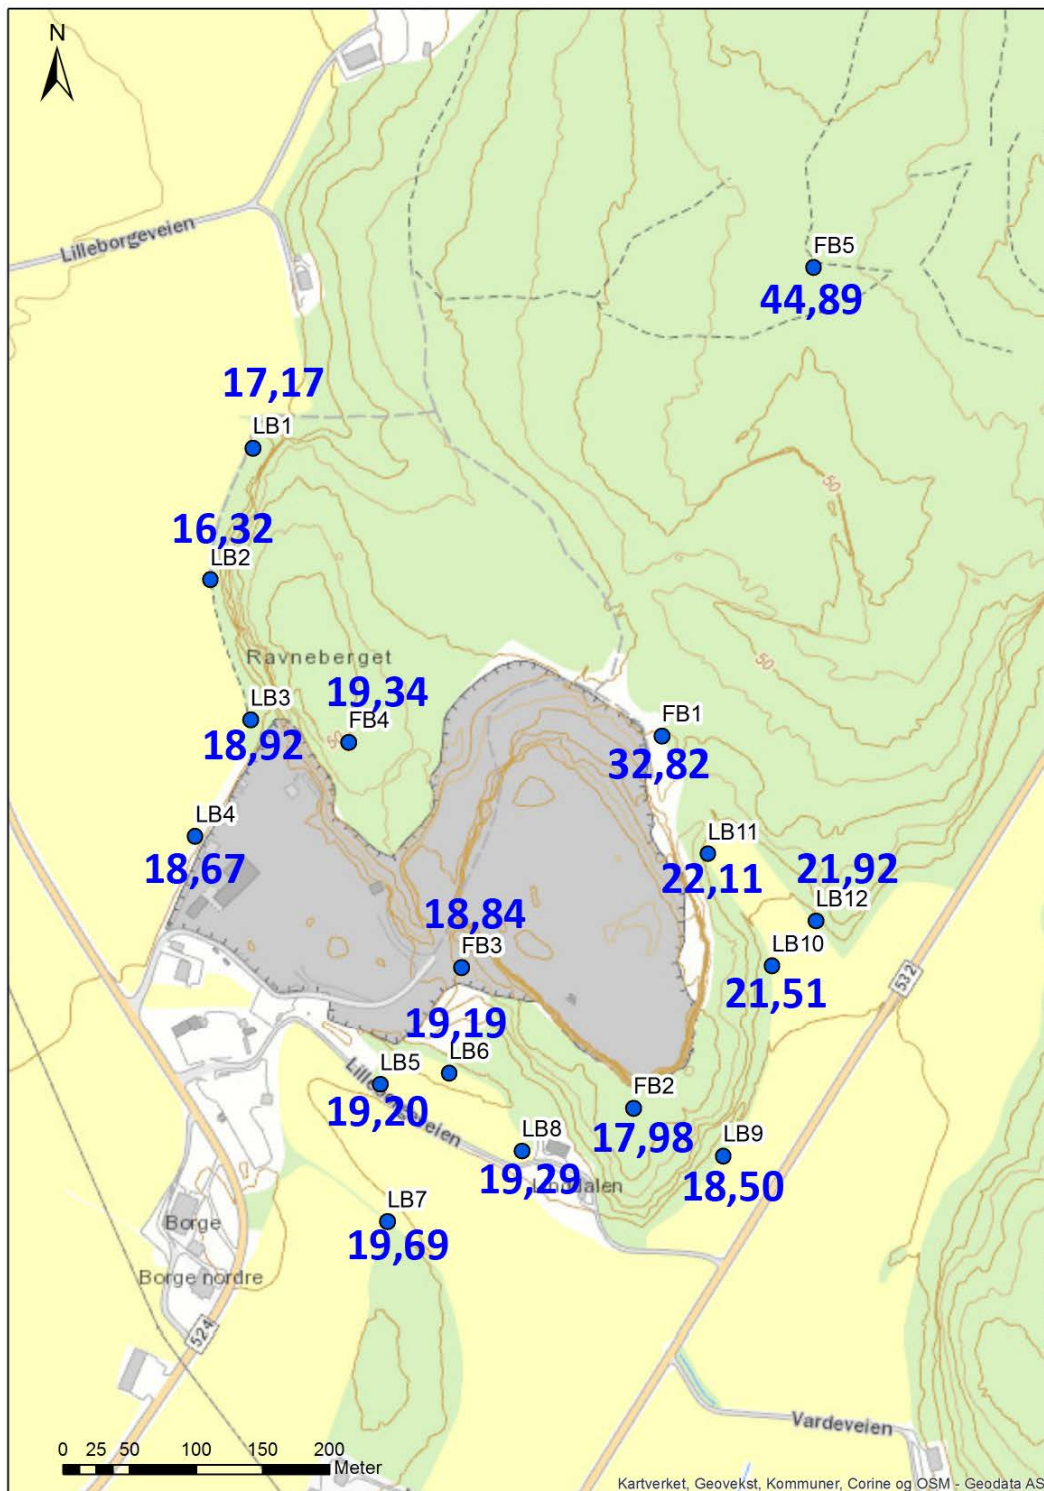 N
Lilleborgeveien
FB5
44,89
17,17
LB1
50
16,32
LB2
50
Ravneberget
19,34
LB3
FB4
50
18,92
FB1
32,82
LB4
18,67
LB11
22,11
21,92
LB12
18,84
FB3
LB10
21,51
532
19,19
LB6
LB5
19,20
FB2
17,98
LB8
19,29
LB9
18,50
LB7
19,69
Borge
Borge nordre
524
Vardeveien
0 25 50 100 150 200
Meter
Kartverket, Geovekst, Kommuner, Corine og OSM - Geodata AS